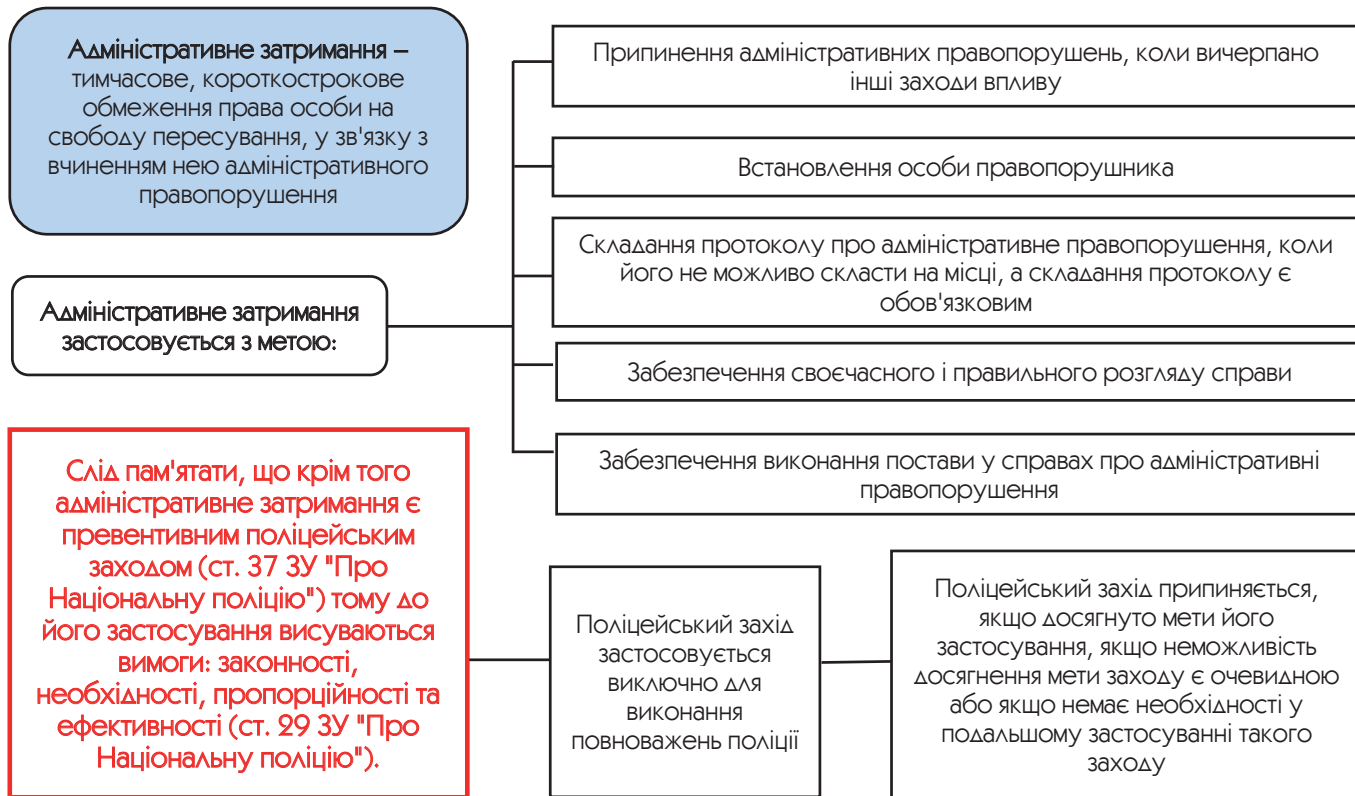 Адміністративне затримання –
тимчасове, короткострокове
обмеження права особи на
свободу пересування, у зв'язку з
вчиненням нею адміністративного
правопорушення
Адміністративне затримання
застосовується з метою:
Припинення адміністративних правопорушень, коли вичерпано
інші заходи впливу
Встановлення особи правопорушника
Складання протоколу про адміністративне правопорушення, коли
його не можливо скласти на місці, а складання протоколу є
обов'язковим
Забезпечення своєчасного і правильного розгляду справи
Забезпечення виконання постави у справах про адміністративні
правопорушення
Слід пам'ятати, що крім того
адміністративне затримання є
превентивним поліцейським
заходом (ст. 37 ЗУ "Про
Національну поліцію") тому до
його застосування висуваються
вимоги: законності,
необхідності, пропорційності та
ефективності (ст. 29 ЗУ "Про
Національну поліцію").
Поліцейський захід
застосовується
виключно для
виконання
повноважень поліції
Поліцейський захід припиняється,
якщо досягнуто мети його
застосування, якщо неможливість
досягнення мети заходу є очевидною
або якщо немає необхідності у
подальшому застосуванні такого
заходу